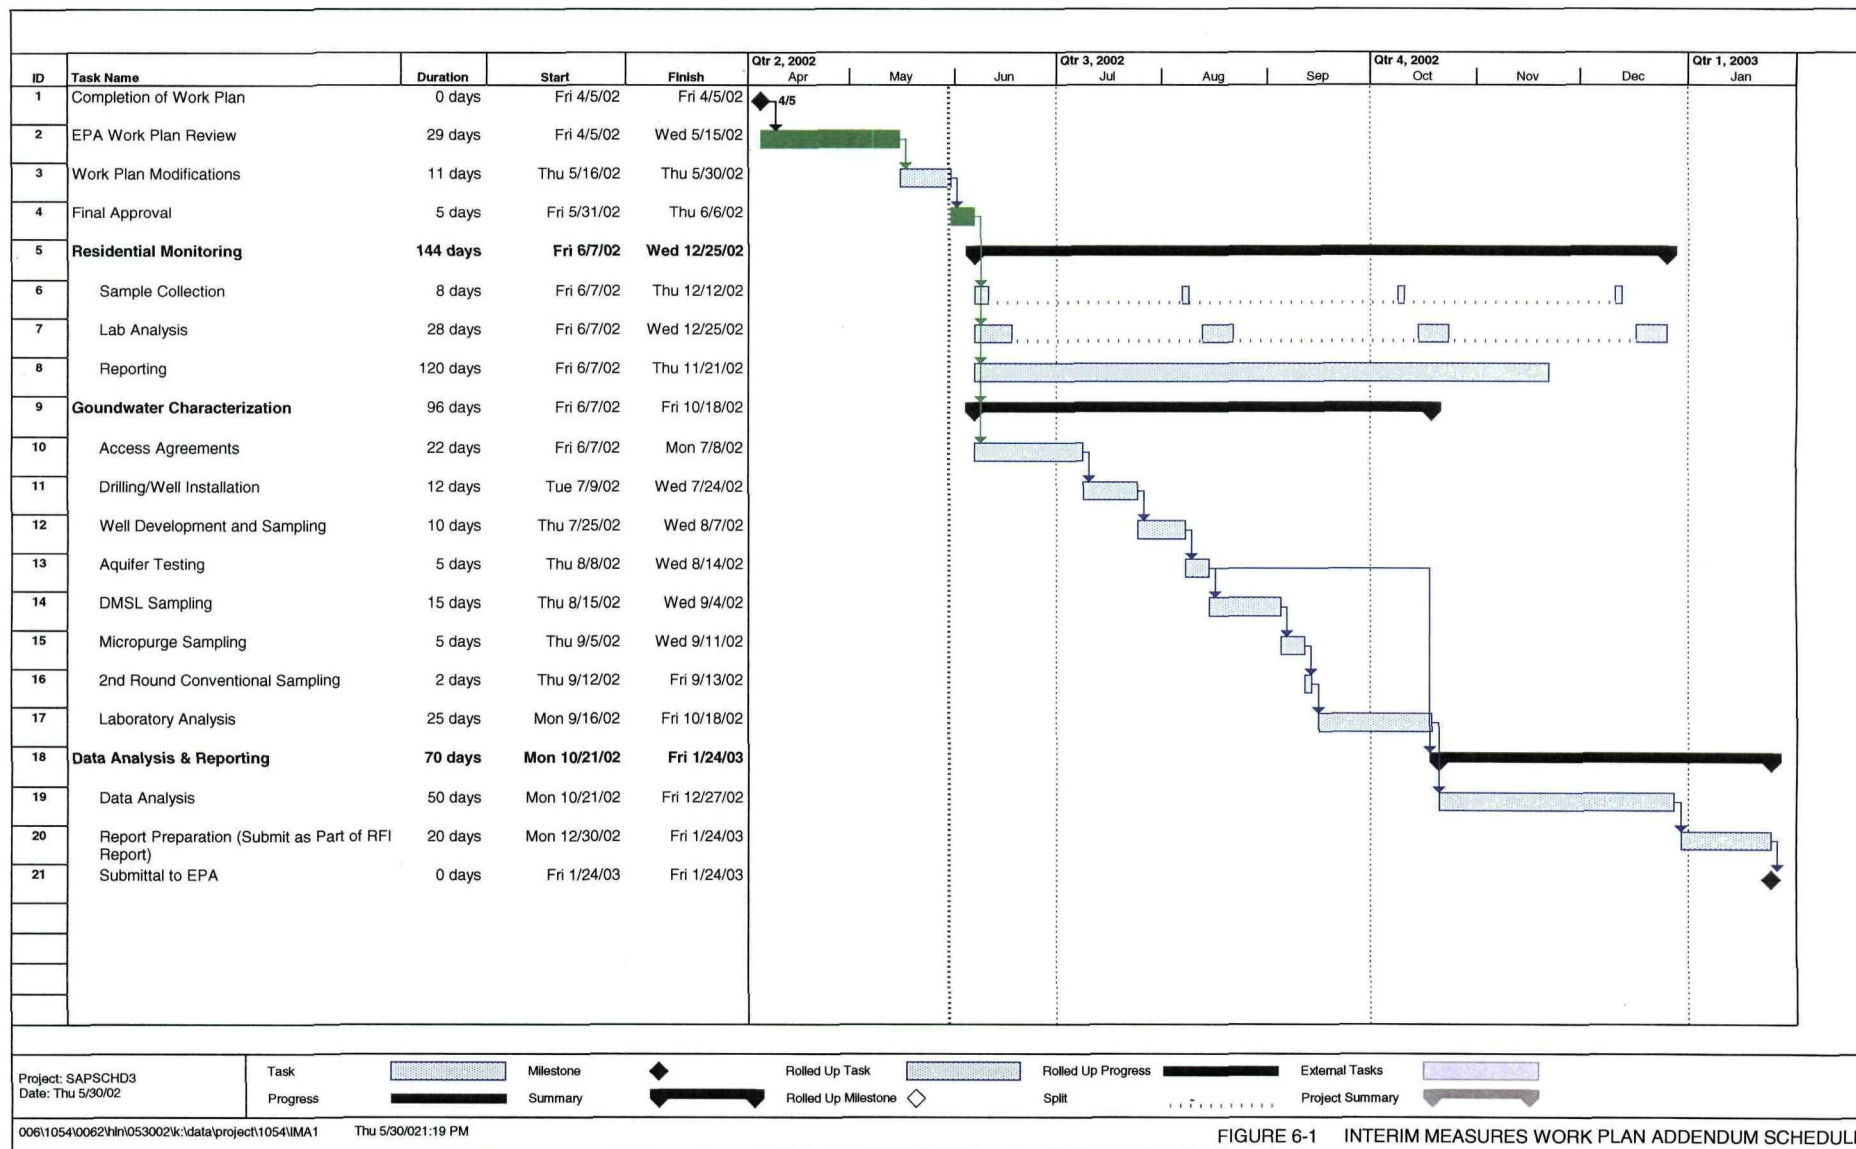 Qtr 2, 2002 Qtr 3, 2002 Qtr 4, 2002 Qtr 1, 2003
ID Task Name Duration Start Finish Apr May Jun Jul Aug Sep Oct Nov Dec Jan
1 Completion of Work Plan 0 days Fri 4/5/02 Fri 4/5/02 4/5
2 EPA Work Plan Review 29 days Fri 4/5/02 Wed 5/15/02
3 Work Plan Modifications 11 days Thu 5/16/02 Thu 5/30/02
4 Final Approval 5 days Fri 5/31/02 Thu 6/6/02
5 Residential Monitoring 144 days Fri 6/7/02 Wed 12/25/02
6 Sample Collection 8 days Fri 6/7/02 Thu 12/12/02
7 Lab Analysis 28 days Fri 6/7/02 Wed 12/25/02
8 Reporting 120 days Fri 6/7/02 Thu 11/21/02
9 Goundwater Characterization 96 days Fri 6/7/02 Fri 10/18/02
10 Access Agreements 22 days Fri 6/7/02 Mon 7/8/02
11 Drilling/Well Installation 12 days Tue 7/9/02 Wed 7/24/02
12 Well Development and Sampling 10 days Thu 7/25/02 Wed 8/7/02
13 Aquifer Testing 5 days Thu 8/8/02 Wed 8/14/02
14 DMSL Sampling 15 days Thu 8/15/02 Wed 9/4/02
15 Micropurge Sampling 5 days Thu 9/5/02 Wed 9/11/02
16 2nd Round Conventional Sampling 2 days Thu 9/12/02 Fri 9/13/02
17 Laboratory Analysis 25 days Mon 9/16/02 Fri 10/18/02
18 Data Analysis & Reporting 70 days Mon 10/21/02 Fri 1/24/03
19 Data Analysis 50 days Mon 10/21/02 Fri 12/27/02
20 Report Preparation (Submit as Part of RFI 20 days Mon 12/30/02 Fri 1/24/03
Report)
21 Submittal to EPA 0 days Fri 1/24/03 Fri 1/24/03
Project: SAPSCHD3
Date: Thu 5/30/02
Task Milestone Rolled Up Task Rolled Up Progress External Tasks
Progress Summary Rolled Up Milestone Split Project Summary
006\1054\0062\hln\053002\k:\data\project\1054\IMA1 Thu 5/30/021:19 PM
FIGURE 6-1 INTERIM MEASURES WORK PLAN ADDENDUM SCHEDUL